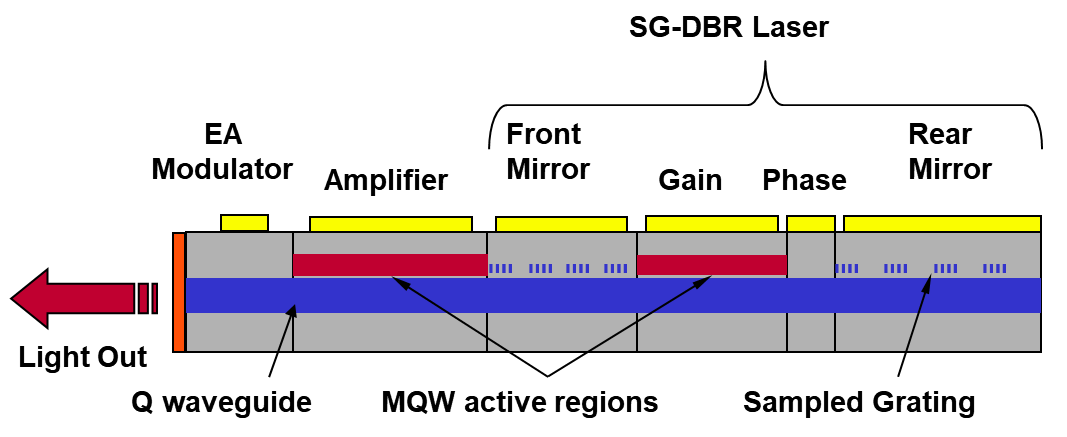 SG-DBR Laser
EA
Modulator
Amplifier
Front
Mirror
Gain
Phase
Rear
Mirror
Light Out
Q waveguide
MQW active regions
Sampled Grating